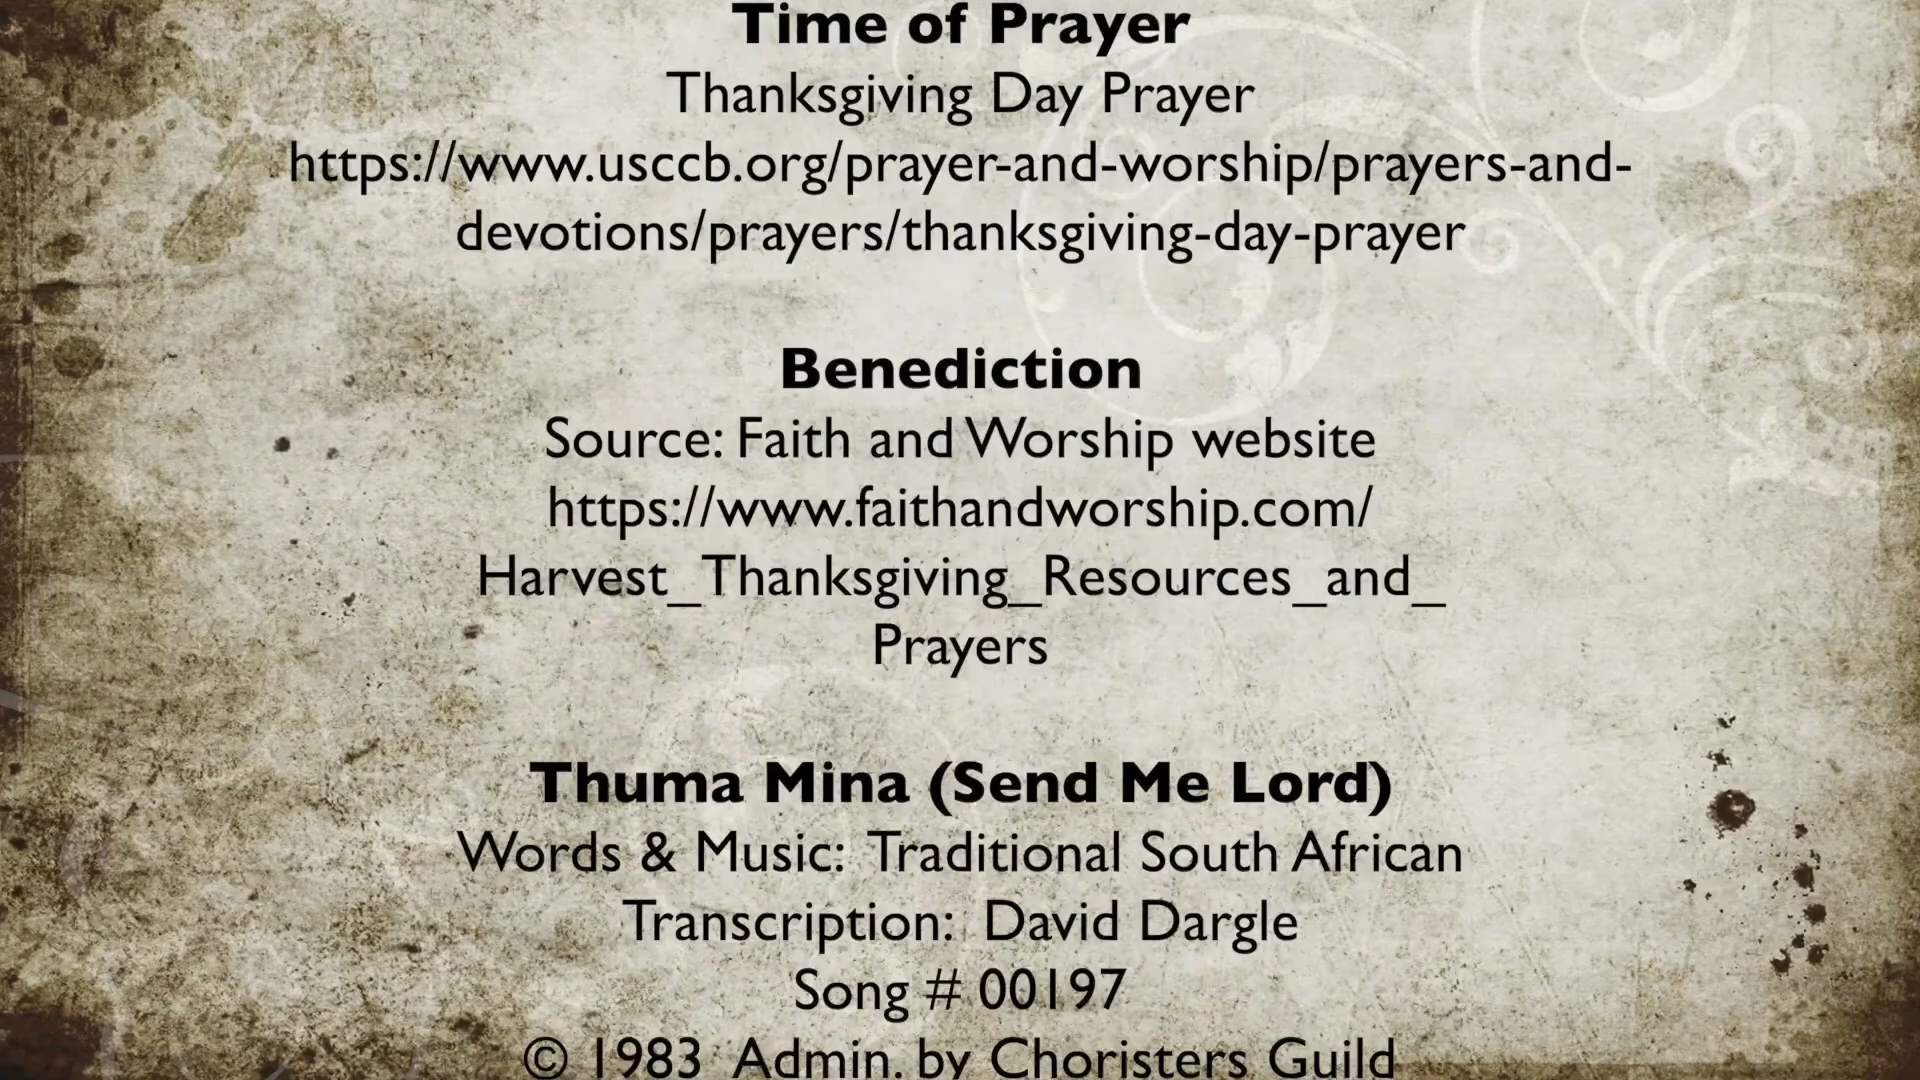 Time of Prayer
Thanksgiving Day Prayer
https://www.usccb.org/prayer-and-worship/prayers-and-
devotions/prayers/thanksgiving-day-prayer
Benediction
Source: Faith and Worship website
https://www.faithandworship.com/
Harvest_Thanksgiving_Resources_and_
Prayers
Thuma Mina (Send Me Lord)
Words & Music: Traditional South African
Transcription: David Dargle
Song # 00197
© 1983 Admin. by Choristers Guild